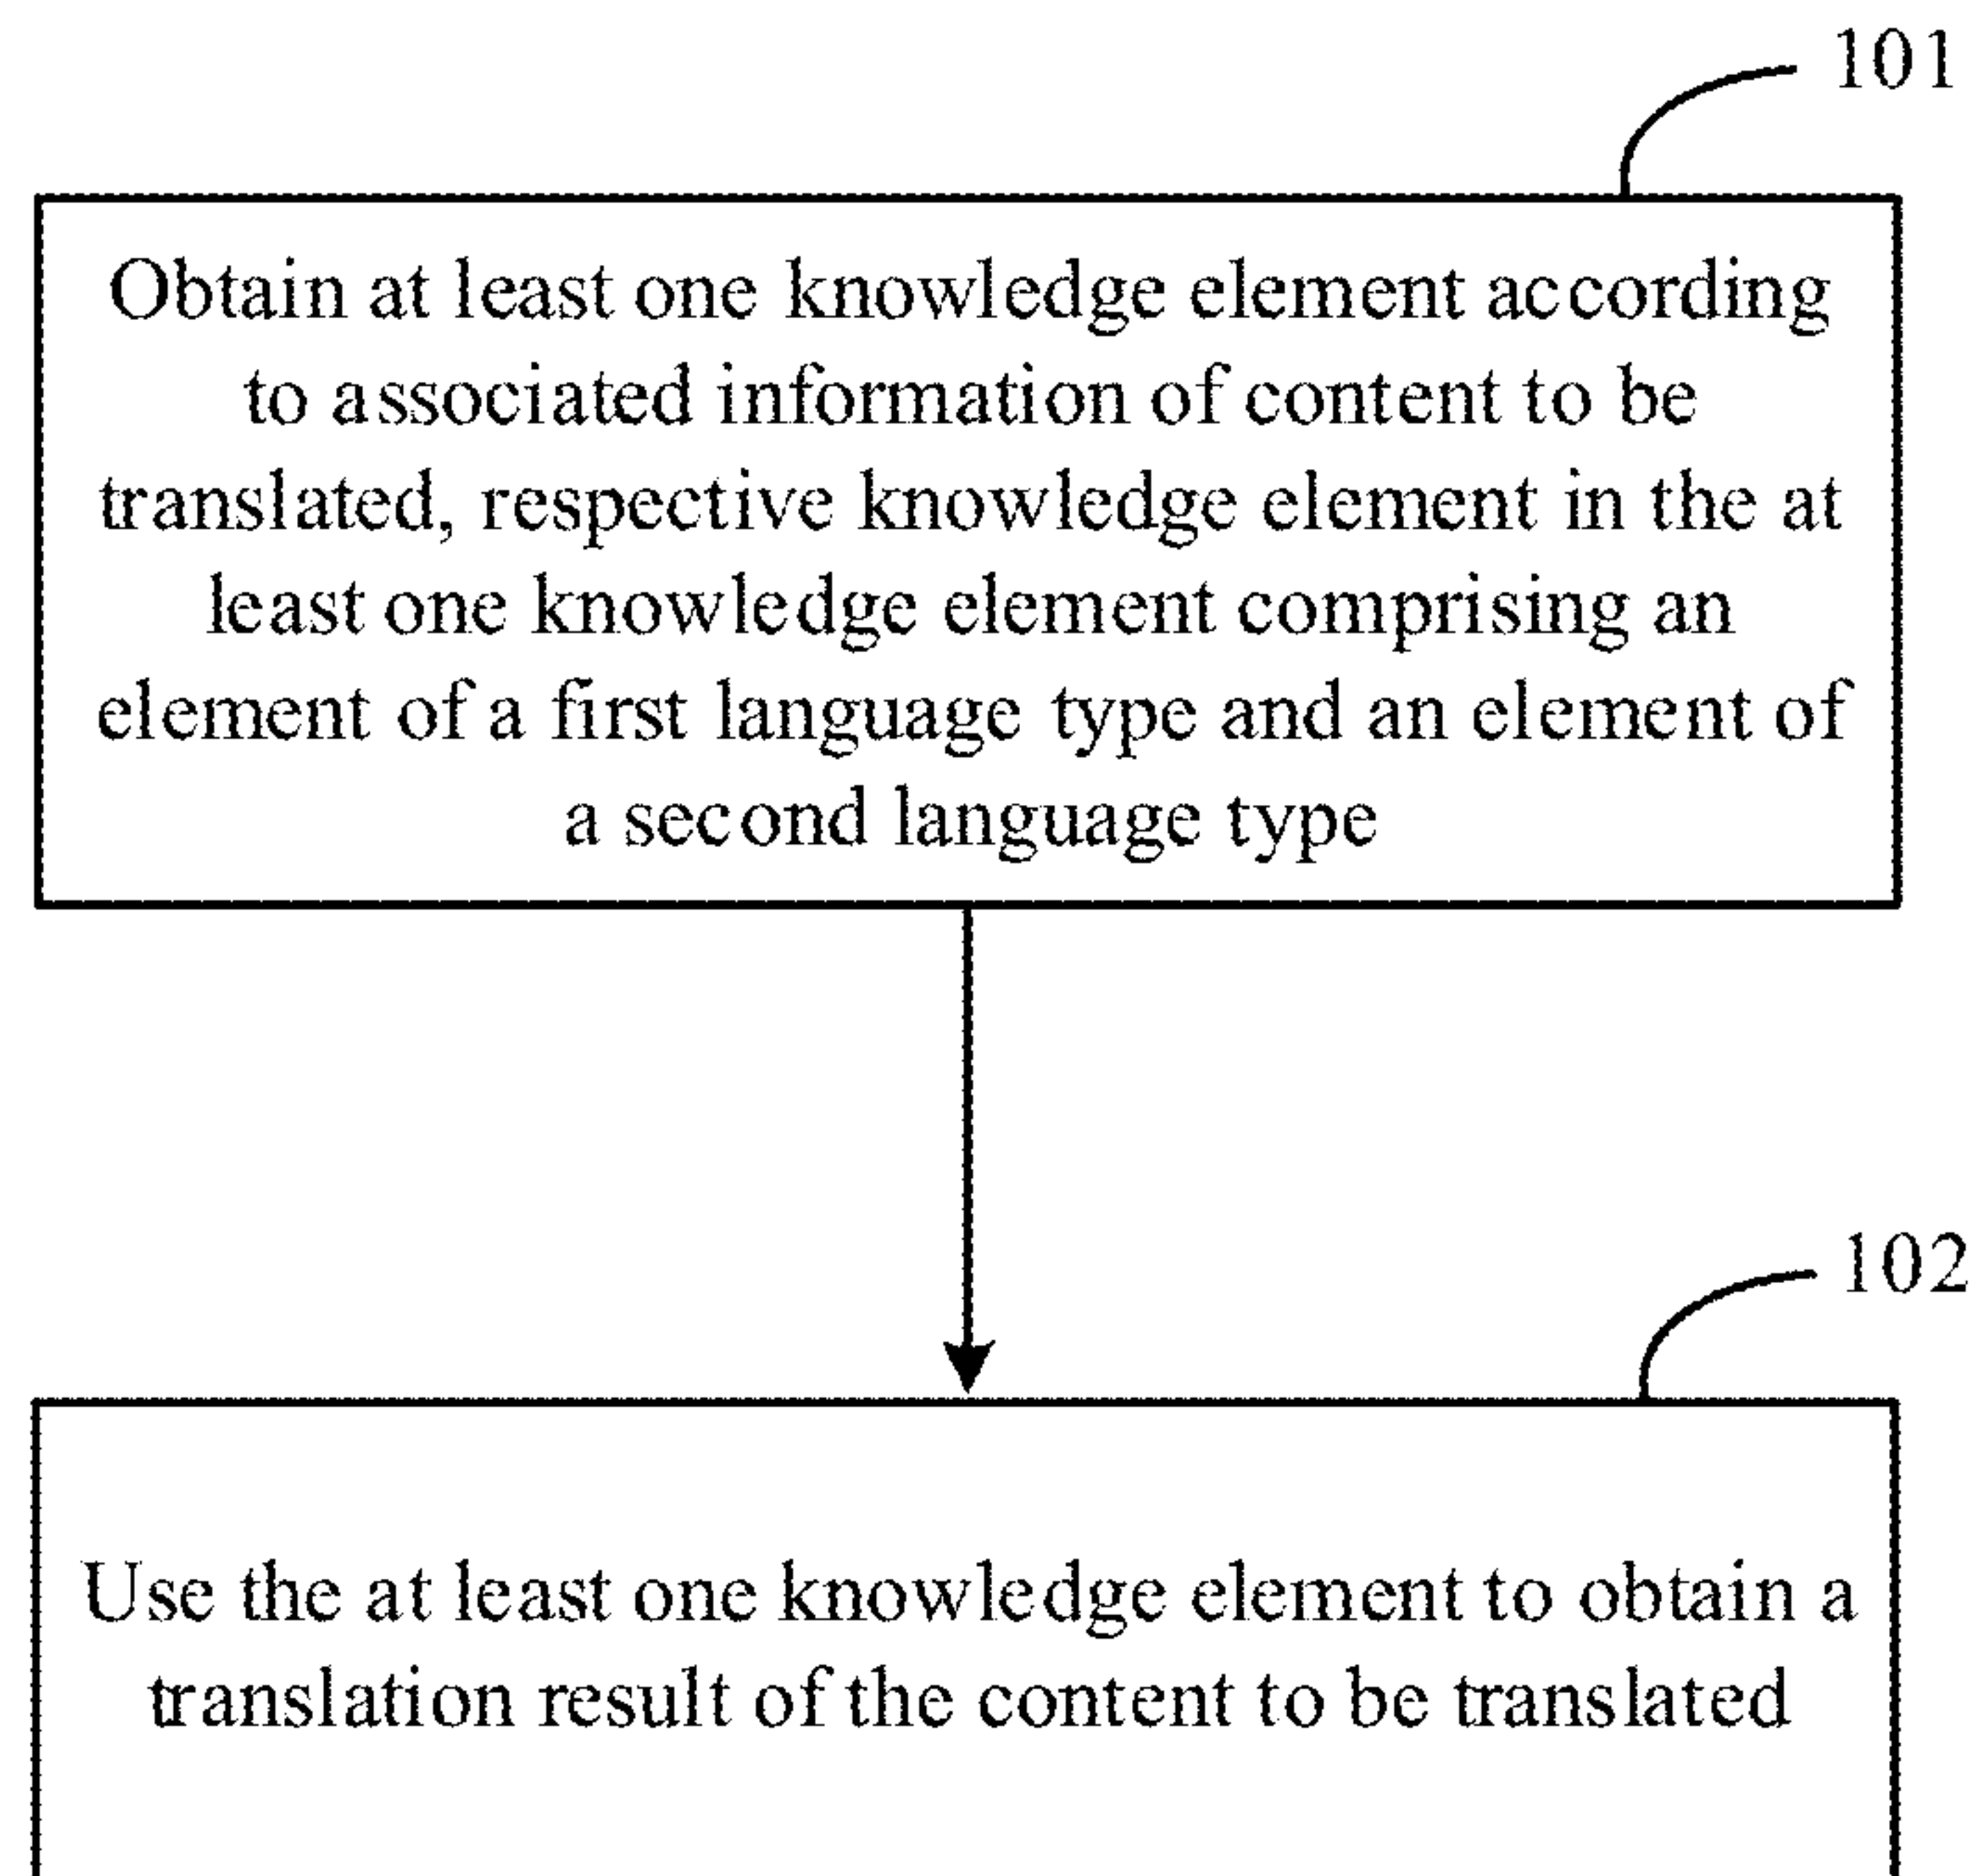 101
Obtain at least one knowledge element according
to associated information of content to be
translated, respective knowledge element in the at
least one knowledge element comprising an
element of a first language type and an element of
a second language type
102
Use the at least one knowledge element to obtain a
translation result of the content to be translated